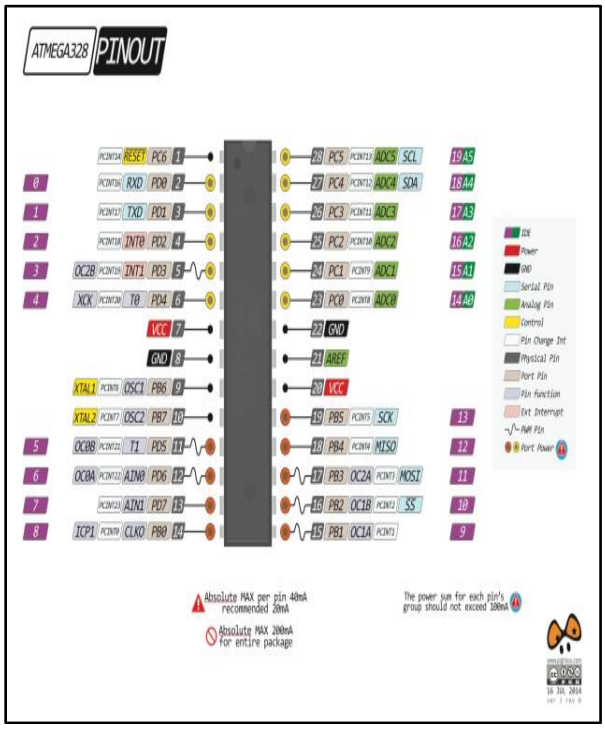 ATMEGA328 PINOUT
PCINT14 RESET PC6 1
28 PC5 PCINT13 ADC5 SCL 19 A5
0 PCINT16 RXD PD0 2
27 PC4 PCINT12 ADC4 SDA 18 A4
1 PCINT17 TXD PD1 3
26 PC3 PCINT11 ADC3 17 A3
2 PCINT18 INT0 PD2 4
25 PC2 PCINT10 ADC2 16 A2
3 OC2B PCINT19 INT1 PD3 5
24 PC1 PCINT9 ADC1 15 A1
4 XCK PCINT20 T0 PD4 6
23 PC0 PCINT8 ADC0 14 A0
VCC 7
22 GND
GND 8
21 AREF
XTAL1 PCINT6 OSC1 PB6 9
20 VCC
XTAL2 PCINT7 OSC2 PB7 10
19 PB5 PCINT5 SCK 13
5 OC0B PCINT21 T1 PD5 11
18 PB4 PCINT4 MISO 12
6 OC0A PCINT22 AIN0 PD6 12
17 PB3 OC2A PCINT3 MOSI 11
7 PCINT23 AIN1 PD7 13
16 PB2 OC1B PCINT2 SS 10
8 ICP1 PCINT0 CLKO PB0 14
15 PB1 OC1A PCINT1 9
IDE
Power
GND
Serial Pin
Analog Pin
Control
Pin Change Int
Physical Pin
Port Pin
Pin function
Ext Interrupt
PWM Pin
Port Power
Absolute MAX per pin 40mA
recommended 20mA
Absolute MAX 200mA
for entire package
The power sum for each pin's
group should not exceed 100mA
www.pighixxx.com
16 JUL 2014
ver 3 rev 0